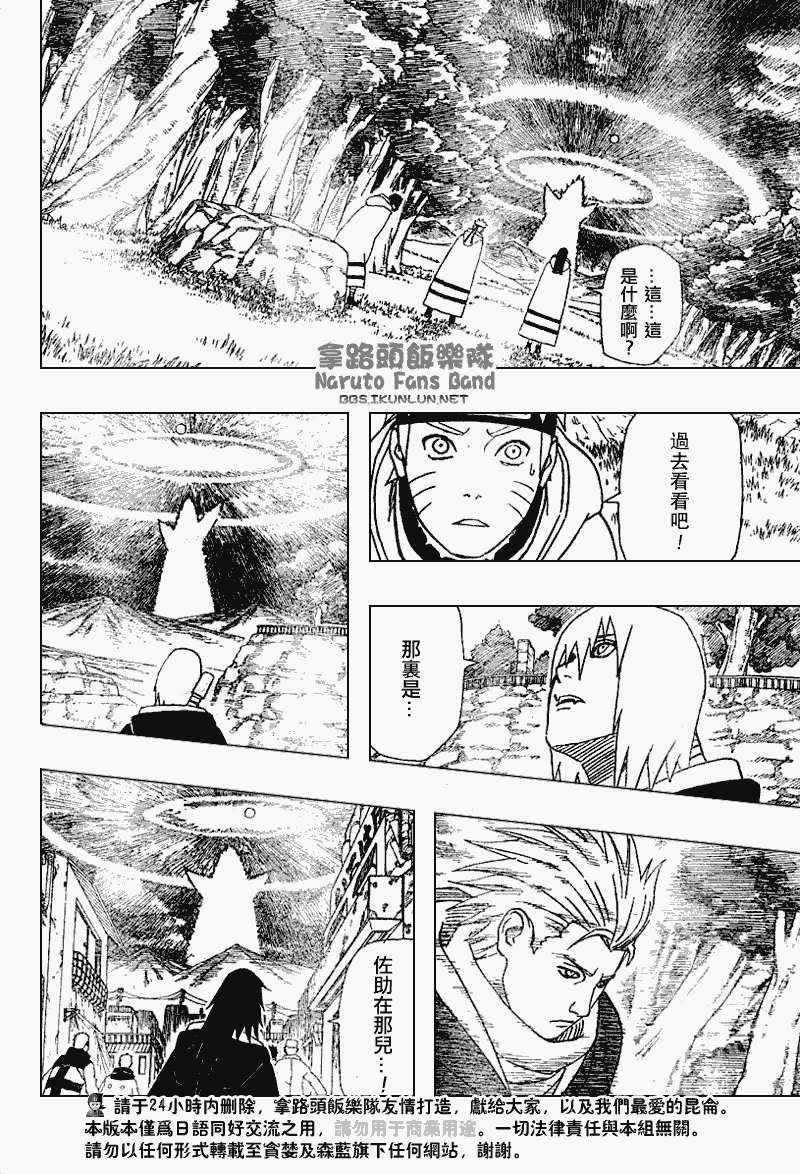 …這…這
是什麼啊?
拿路頭飯樂隊
Naruto Fans Band
BBS.IKUNLUN.NET
過去看看吧!
那裏是…
佐助在那兒…!
請于24小時内删除，拿路頭飯樂隊友情打造，獻給大家，以及我們最愛的昆侖。
本版本僅爲日語同好交流之用，請勿用于商業用途。一切法律責任與本組無關。
請勿以任何形式轉載至貪婪及森藍旗下任何網站，謝謝。